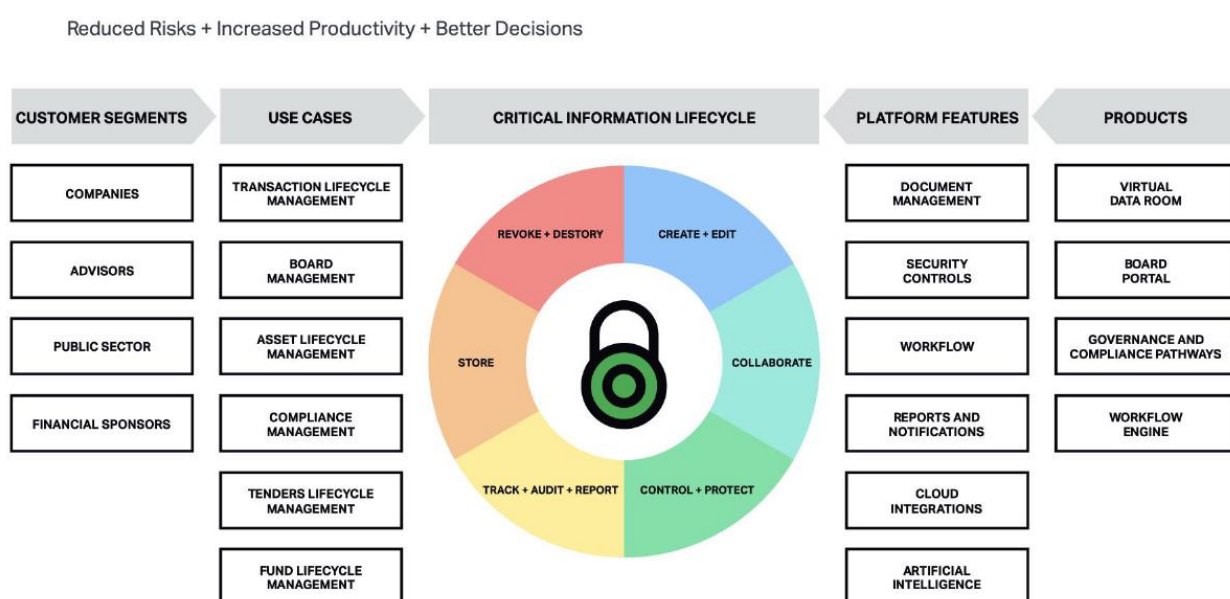 Reduced Risks + Increased Productivity + Better Decisions
CUSTOMER SEGMENTS
USE CASES
CRITICAL INFORMATION LIFECYCLE
PLATFORM FEATURES
PRODUCTS
COMPANIES
ADVISORS
PUBLIC SECTOR
FINANCIAL SPONSORS
TRANSACTION LIFECYCLE
MANAGEMENT
BOARD
MANAGEMENT
ASSET LIFECYCLE
MANAGEMENT
COMPLIANCE
MANAGEMENT
TENDERS LIFECYCLE
MANAGEMENT
FUND LIFECYCLE
MANAGEMENT
REVOKE + DESTORY
CREATE + EDIT
STORE
COLLABORATE
TRACK + AUDIT + REPORT
CONTROL + PROTECT
DOCUMENT
MANAGEMENT
SECURITY
CONTROLS
WORKFLOW
REPORTS AND
NOTIFICATIONS
CLOUD
INTEGRATIONS
ARTIFICIAL
INTELLIGENCE
VIRTUAL
DATA ROOM
BOARD
PORTAL
GOVERNANCE AND
COMPLIANCE PATHWAYS
WORKFLOW
ENGINE